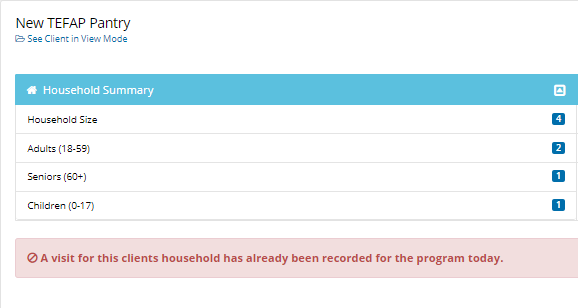 New TEFAP Pantry
See Client in View Mode
Household Summary
Household Size 4
Adults (18-59) 2
Seniors (60+) 1
Children (0-17) 1
A visit for this clients household has already been recorded for the program today.